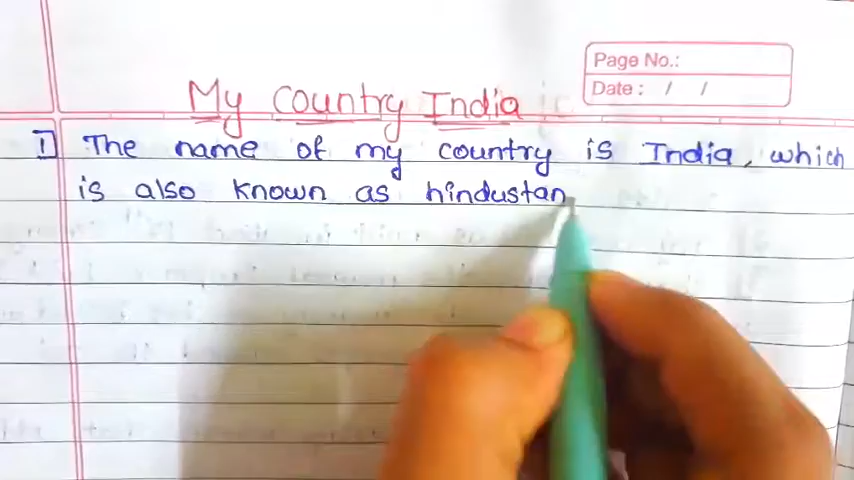 Page No.:
Date : / /
My Country India
1 The name of my country is India, which
is also known as hindustan